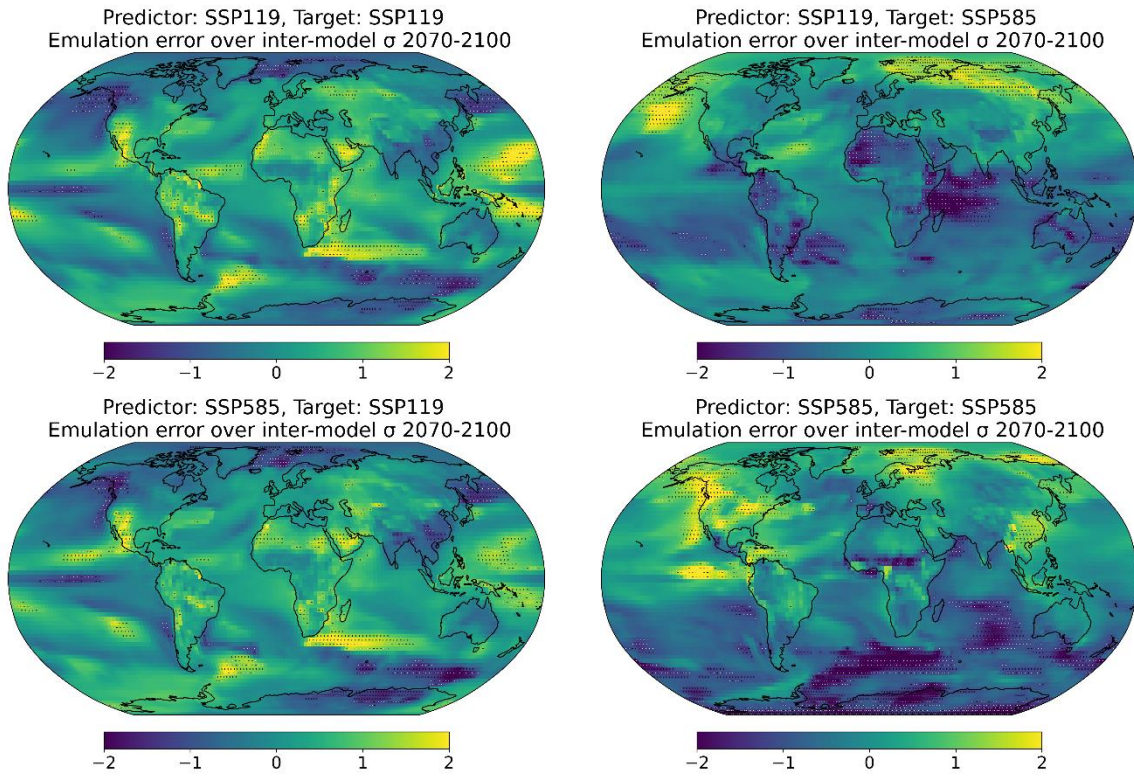 Predictor: SSP119, Target: SSP119
Emulation error over inter-model σ 2070-2100
−2 −1 0 1 2
Predictor: SSP119, Target: SSP585
Emulation error over inter-model σ 2070-2100
−2 −1 0 1 2
Predictor: SSP585, Target: SSP119
Emulation error over inter-model σ 2070-2100
−2 −1 0 1 2
Predictor: SSP585, Target: SSP585
Emulation error over inter-model σ 2070-2100
−2 −1 0 1 2